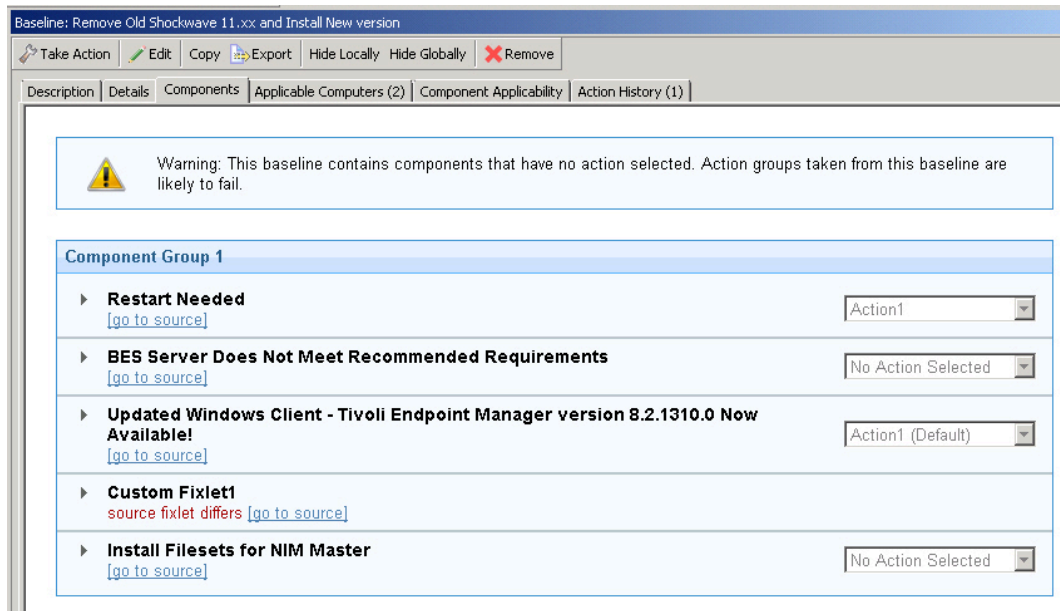 Baseline: Remove Old Shockwave 11.xx and Install New version
Take Action Edit Copy Export Hide Locally Hide Globally Remove
Description Details Components Applicable Computers (2) Component Applicability Action History (1)
Warning: This baseline contains components that have no action selected. Action groups taken from this baseline are
likely to fail.
Component Group 1
Restart Needed
[go to source]
Action1
BES Server Does Not Meet Recommended Requirements
[go to source]
No Action Selected
Updated Windows Client - Tivoli Endpoint Manager version 8.2.1310.0 Now
Available!
[go to source]
Action1 (Default)
Custom Fixlet1
source fixlet differs [go to source]
Install Filesets for NIM Master
[go to source]
No Action Selected